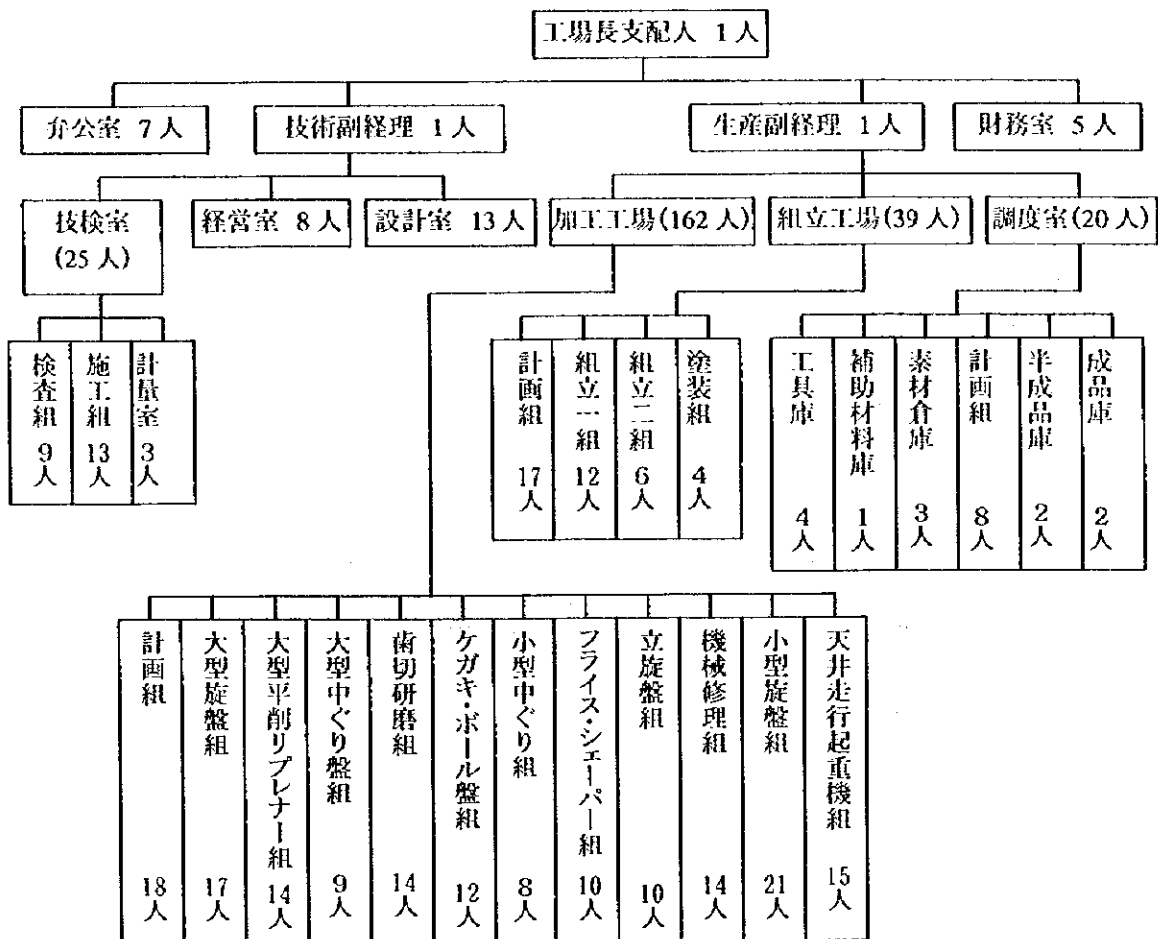 工場長支配人 1人
弁公室 7人
技術副経理 1人
生産副経理 1人
財務室 5人
技検室
(25人)
経営室 8人
設計室 13人
加工工場(162人)
組立工場(39人)
調度室(20人)
検査組 9人
施工組 13人
計量室 3人
計画組 17人
組立一組 12人
組立二組 6人
塗装組 4人
工具庫 4人
補助材料庫 1人
素材倉庫 3人
計画組 8人
半成品庫 2人
成品庫 2人
計画組 18人
大型旋盤組 17人
大型平削リプレナー組 14人
大型中ぐり盤組 9人
歯切研磨組 14人
ケガキ・ボール盤組 12人
小型中ぐり組 8人
フライス・シェーパー組 10人
立旋盤組 10人
機械修理組 14人
小型旋盤組 21人
天井走行起重機組 15人